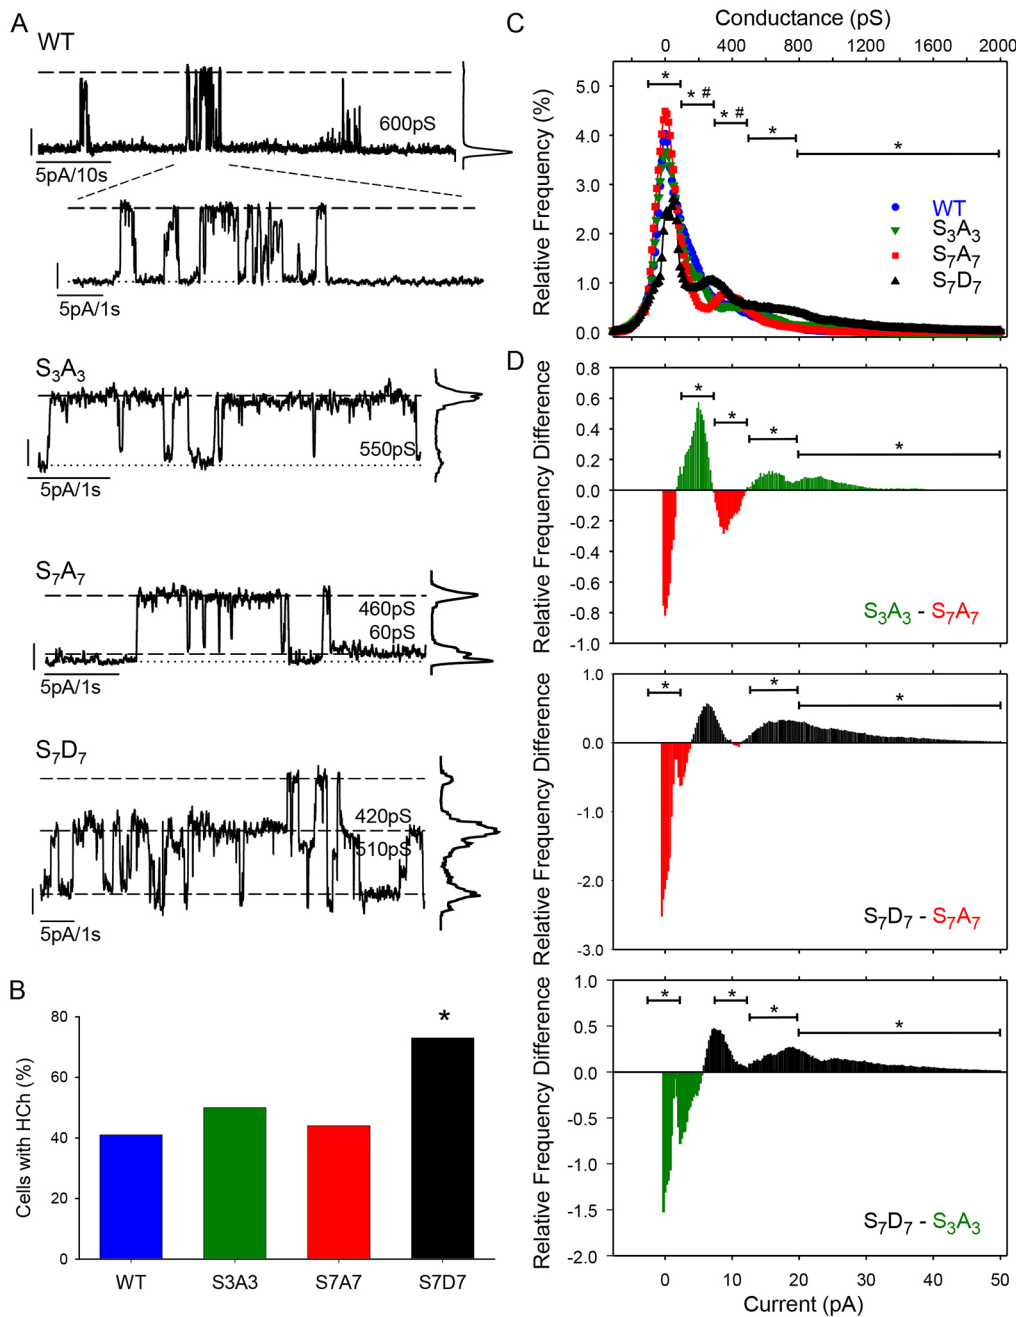 A
WT
600pS
5pA/10s
5pA/1s
S3A3
550pS
5pA/1s
S7A7
460pS
60pS
5pA/1s
S7D7
420pS
510pS
5pA/1s
B
Cells with HCh (%)
80
60
40
20
0
*
WT S3A3 S7A7 S7D7
C
Conductance (pS)
0 400 800 1200 1600 2000
Relative Frequency (%)
5.0
4.0
3.0
2.0
1.0
0.0
*
* #
* #
*
*
WT
S3A3
S7A7
S7D7
D
Relative Frequency Difference
0.8
0.6
0.4
0.2
0.0
-0.2
-0.4
-0.6
-0.8
-1.0
*
*
*
*
S3A3 - S7A7
Relative Frequency Difference
1.0
0.0
-1.0
-2.0
-3.0
*
*
*
S7D7 - S7A7
Relative Frequency Difference
1.0
0.5
0.0
-0.5
-1.0
-1.5
-2.0
*
*
*
*
S7D7 - S3A3
0 10 20 30 40 50
Current (pA)